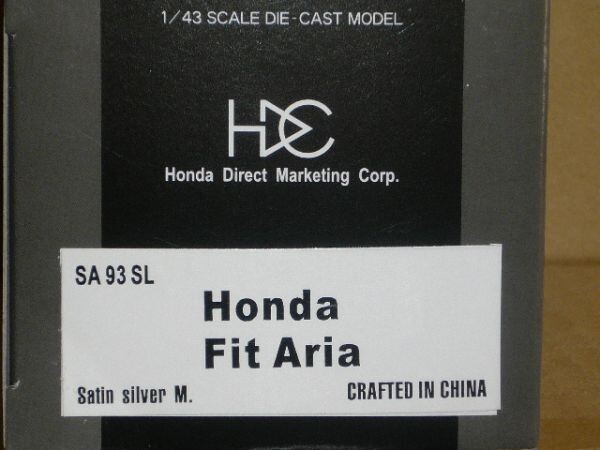 1/43 SCALE DIE-CAST MODEL
HDC
Honda Direct Marketing Corp.
SA 93 SL
Honda
Fit Aria
Satin silver M.
CRAFTED IN CHINA